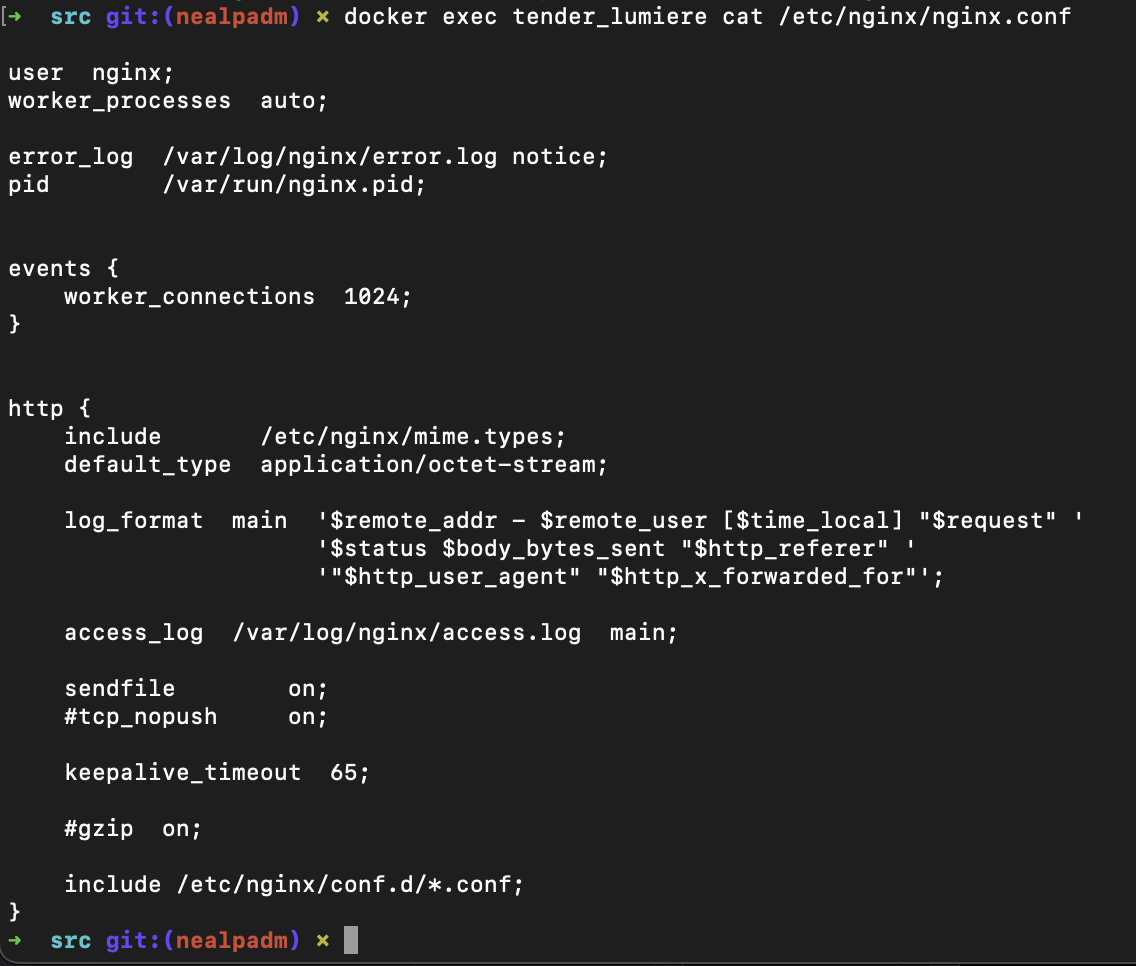 [➜  src git:(nealpadm) ✗ docker exec tender_lumiere cat /etc/nginx/nginx.conf

user  nginx;
worker_processes  auto;

error_log  /var/log/nginx/error.log notice;
pid        /var/run/nginx.pid;


events {
    worker_connections  1024;
}


http {
    include       /etc/nginx/mime.types;
    default_type  application/octet-stream;

    log_format  main  '$remote_addr - $remote_user [$time_local] "$request" '
                      '$status $body_bytes_sent "$http_referer" '
                      '"$http_user_agent" "$http_x_forwarded_for"';

    access_log  /var/log/nginx/access.log  main;

    sendfile        on;
    #tcp_nopush     on;

    keepalive_timeout  65;

    #gzip  on;

    include /etc/nginx/conf.d/*.conf;
}
➜  src git:(nealpadm) ✗